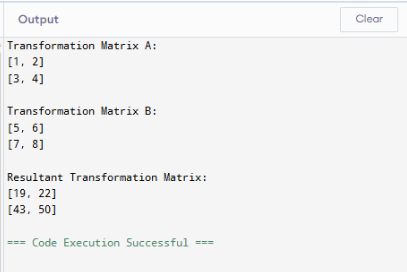 Output
Clear
Transformation Matrix A:
[1, 2]
[3, 4]
Transformation Matrix B:
[5, 6]
[7, 8]
Resultant Transformation Matrix:
[19, 22]
[43, 50]
=== Code Execution Successful ===